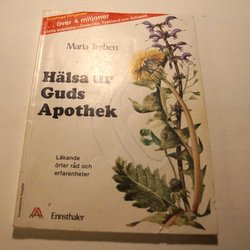 över 4 miljoner
Maria Treben
Hälsa ur
Guds
Apothek
Läkande
örter råd och
erfarenheter
Ennsthaler